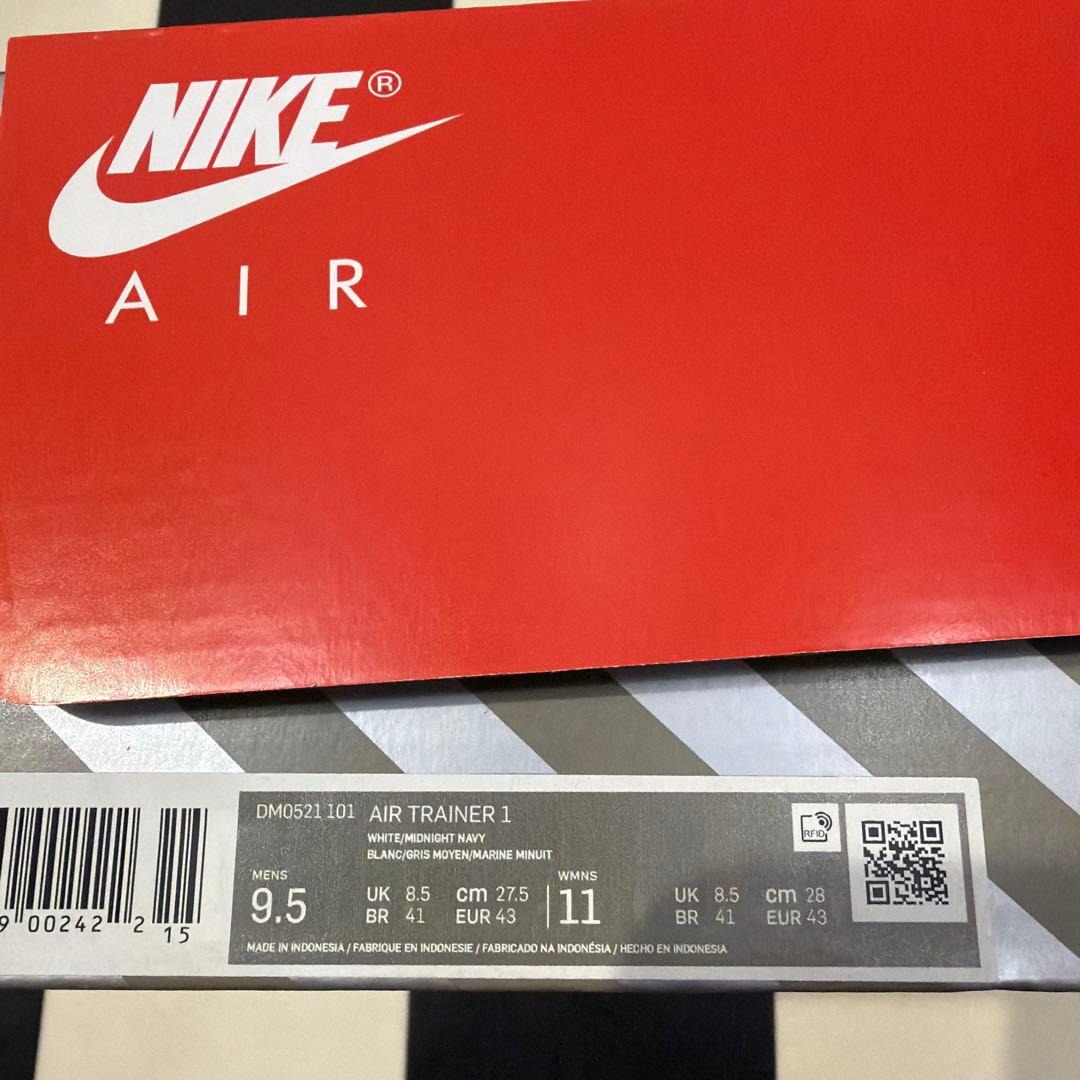 NIKE®
AIR
DM0521 101 AIR TRAINER 1
WHITE/MIDNIGHT NAVY
BLANC/GRIS MOYEN/MARINE MINUIT
RFID
MENS
9.5
UK 8.5 cm 27.5
BR 41 EUR 43
WMNS
11
UK 8.5 cm 28
BR 41 EUR 43
MADE IN INDONESIA / FABRIQUE EN INDONESIE / FABRICADO NA INDONÉSIA / HECHO EN INDONESIA
9 00242 2
15